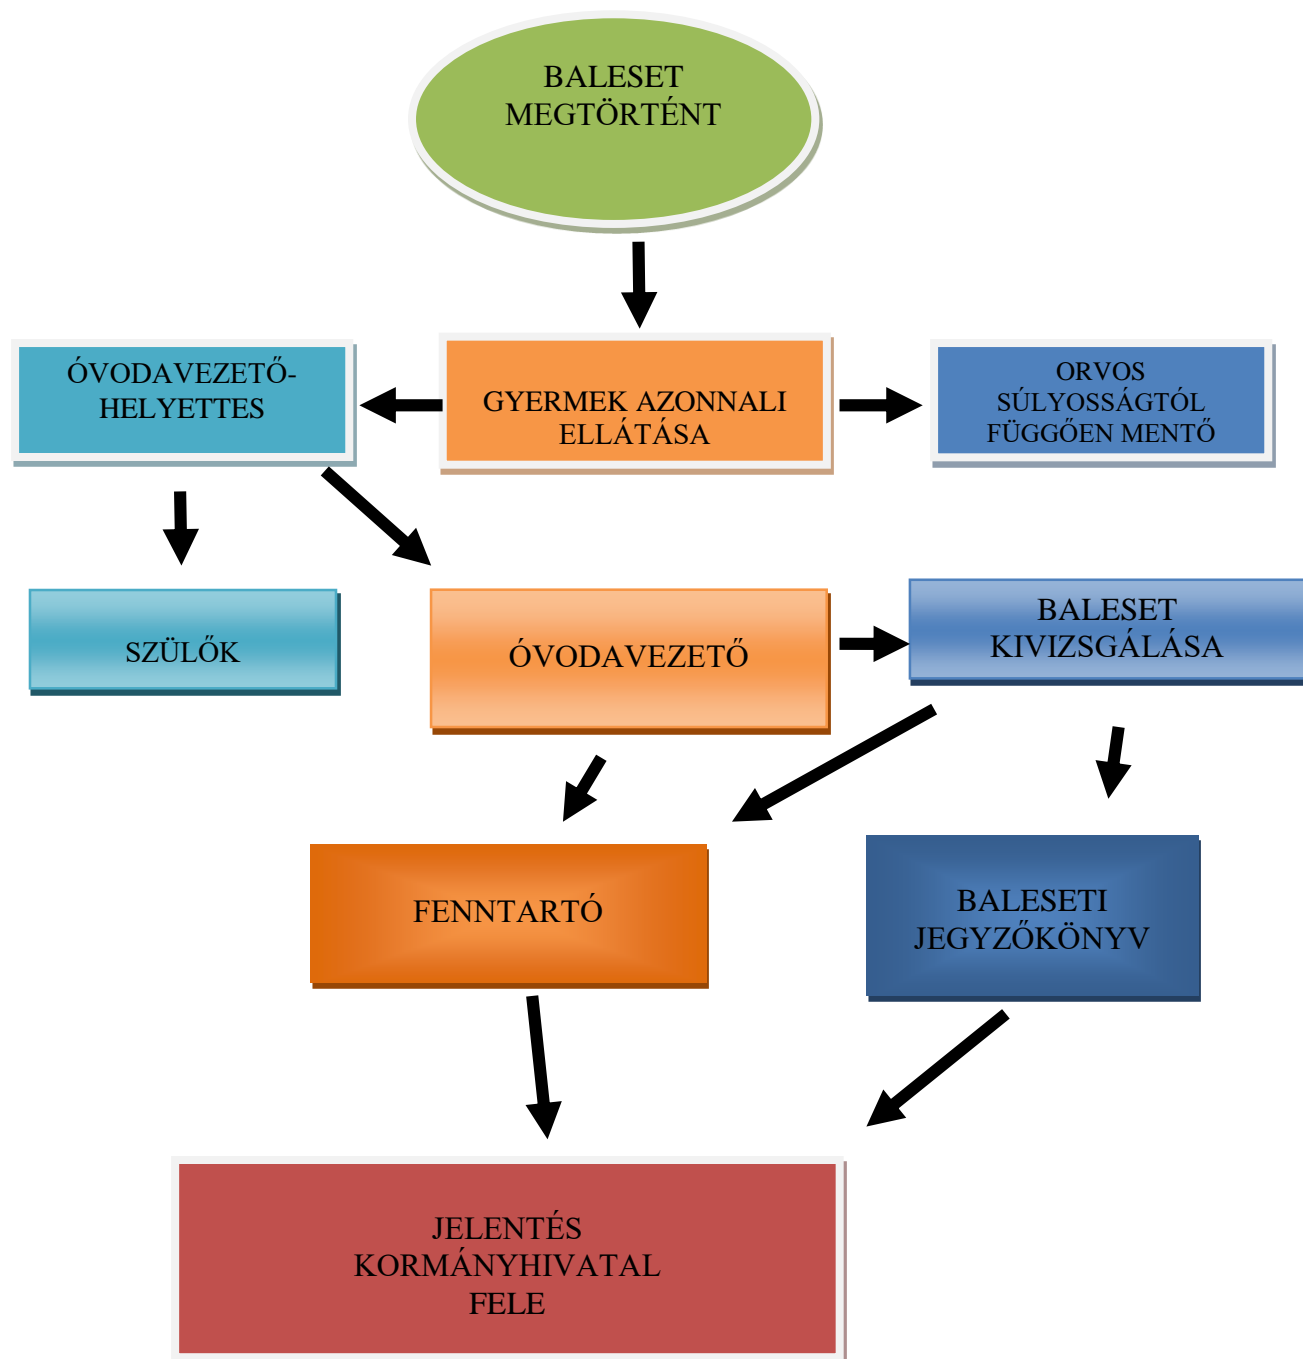 BALESET
MEGTÖRTÉNT
ÓVODAVEZETŐ-
HELYETTES
GYERMEK AZONNALI
ELLÁTÁSA
ORVOS
SÚLYOSSÁGTÓL
FÜGGŐEN MENTŐ
SZÜLŐK
ÓVODAVEZETŐ
BALESET
KIVIZSGÁLÁSA
FENNTARTÓ
BALESETI
JEGYZŐKÖNYV
JELENTÉS
KORMÁNYHIVATAL
FELE